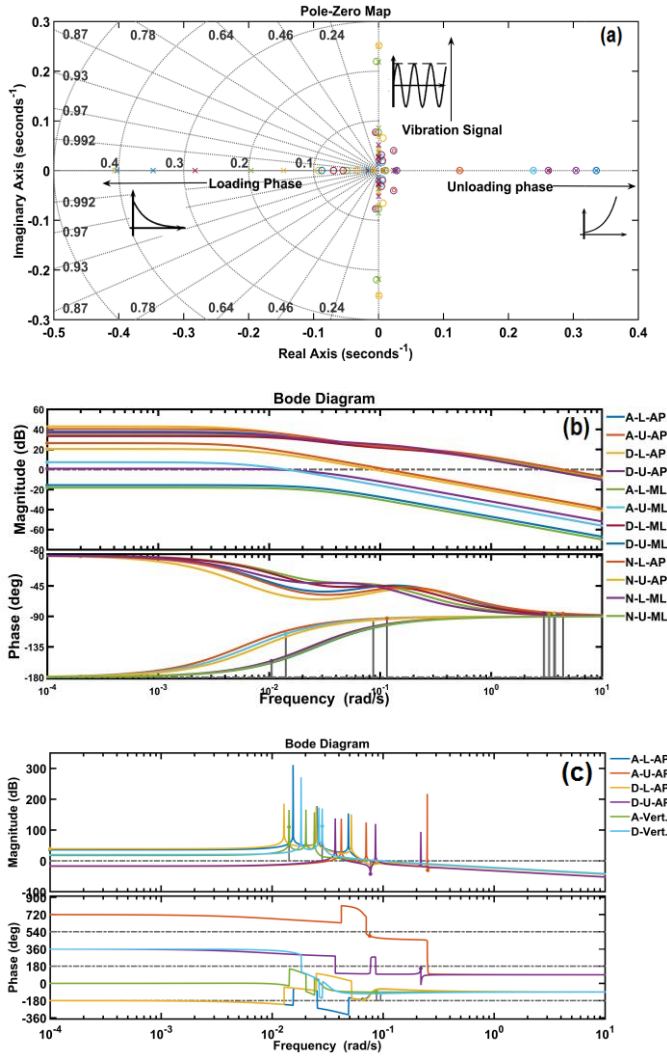 Pole-Zero Map
(a)
0.3
0.87
0.78
0.64
0.46
0.24
0.2
0.93
0.97
0.1
0.992
Vibration Signal
0.4
0.3
0.2
0.1
0
Loading Phase
Unloading phase
0.992
-0.1
0.97
0.93
-0.2
0.87
0.78
0.64
0.46
0.24
-0.3
-0.5
-0.4
-0.3
-0.2
-0.1
0
0.1
0.2
0.3
0.4
Imaginary Axis (seconds⁻¹)
Real Axis (seconds⁻¹)
Bode Diagram
(b)
60
40
20
0
-20
-40
-60
-80
Magnitude (dB)
-45
-90
-135
-180
Phase (deg)
10⁻⁴
10⁻³
10⁻²
10⁻¹
10⁰
10¹
Frequency (rad/s)
A-L-AP
A-U-AP
D-L-AP
D-U-AP
A-L-ML
A-U-ML
D-L-ML
D-U-ML
N-L-AP
N-U-AP
N-L-ML
N-U-ML
Bode Diagram
(c)
300
200
100
0
-100
Magnitude (dB)
900
720
540
360
180
0
-180
-360
Phase (deg)
10⁻⁴
10⁻³
10⁻²
10⁻¹
10⁰
10¹
Frequency (rad/s)
A-L-AP
A-U-AP
D-L-AP
D-U-AP
A-Vert.
D-Vert.